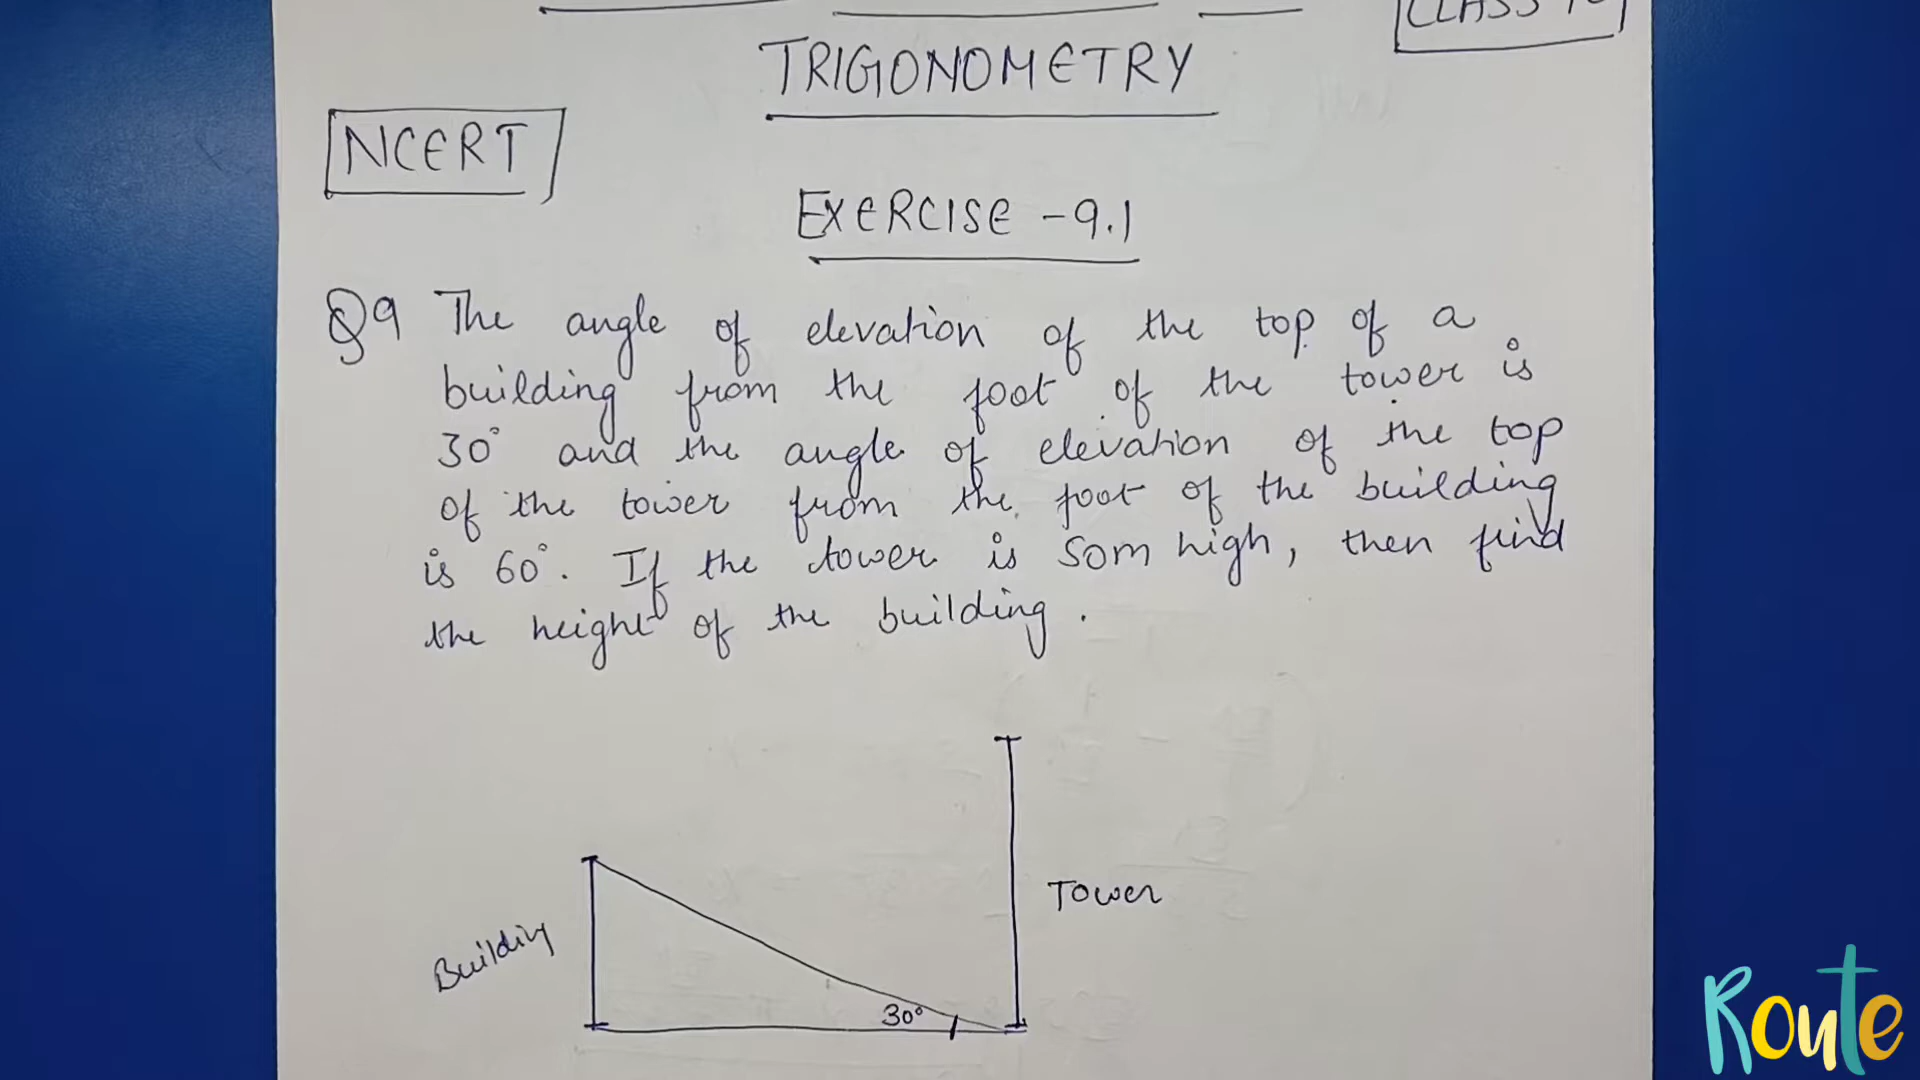 TRIGONOMETRY
NCERT
EXERCISE - 9.1
Q9 The angle of elevation of the top of a
building from the foot of the tower is
30° and the angle of elevation of the top
of the tower from the foot of the building
is 60°. If the tower is 50m high, then find
the height of the building.
Tower
Building
30°
Route